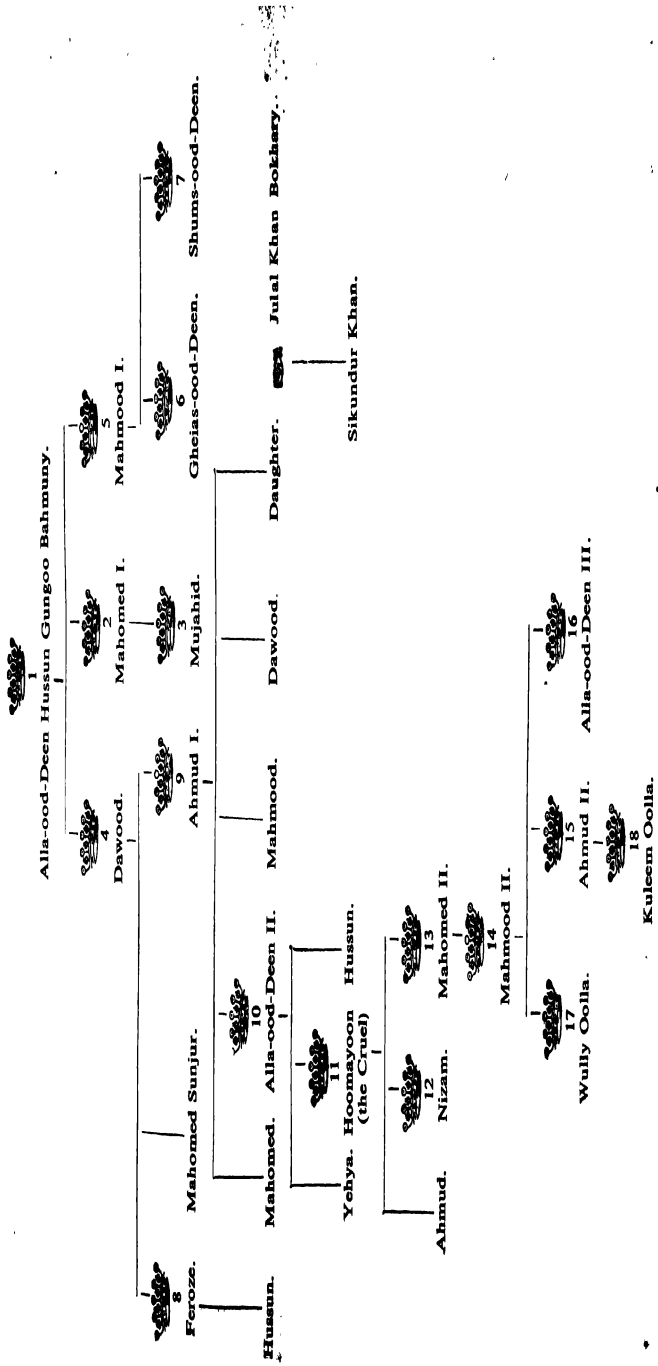 1
Alla-ood-Deen Hussun Gungoo Bahmuny.
4 2 5
Dawood. Mahomed I. Mahmood I.
8 9 3 6 7
Feroze. Mahomed Sunjur. Ahmud I. Mujahid. Gheias-ood-Deen. Shums-ood-Deen.
10
Hussun. Mahomed. Alla-ood-Deen II. Mahmood. Dawood. Daughter. Julal Khan Bokhary.
11
Yehya. Hoomayoon Hussun. Sikundur Khan.
(the Cruel)
12 13
Ahmud. Nizam. Mahomed II.
14
Mahmood II.
17 15 16
Wully Oolla. Ahmud II. Alla-ood-Deen III.
18
Kuleem Oolla.